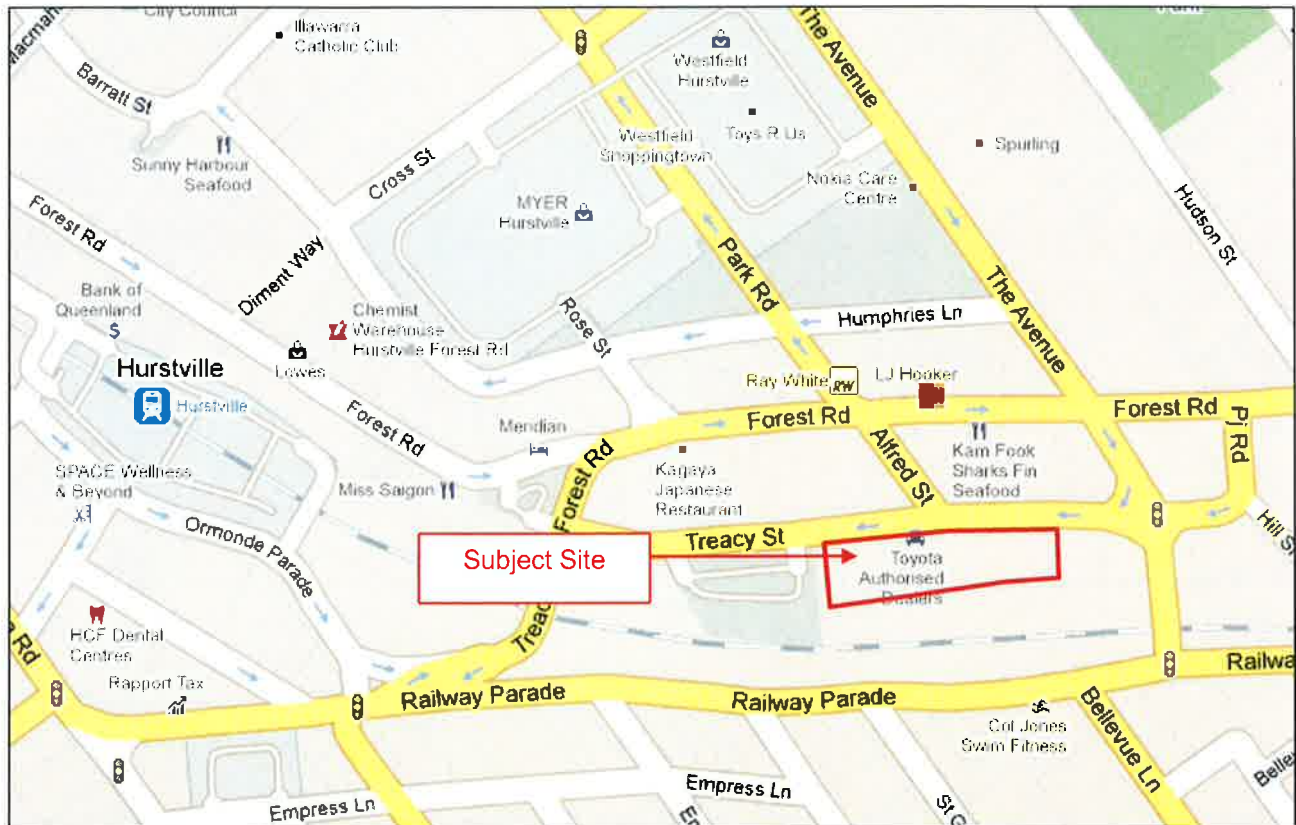 City Council
Illawarra
Catholic Club
Barratt St
Sunny Harbour
Seafood
Cross St
Westfield
Hurstville
Toys R Us
Westfield
Shoppingtown
The Avenue
Spurling
Nokia Care
Centre
Hudson St
MYER
Hurstville
Forest Rd
Diment Way
Park Rd
The Avenue
Bank of
Queenland
$
Hurstville
Hurstville
Chemist
Warehouse
Hurstville Forest Rd
Lowes
Rose St
Humphries Ln
Ray White
RW
LJ Hooker
Forest Rd
Forest Rd
Forest Rd
Pj Rd
Meridian
Forest Rd
Alfred St
Kam Fook
Sharks Fin
Seafood
Kagaya
Japanese
Restaurant
SPACE Wellness
& Beyond
Miss Saigon
Ormonde Parade
Treacy St
Subject Site
Toyota
Authorised
Dealers
HCF Dental
Centres
Rapport Tax
Railway Parade
Railway Parade
Col Jones
Swim Fitness
Bellevue Ln
Empress Ln
Empress Ln